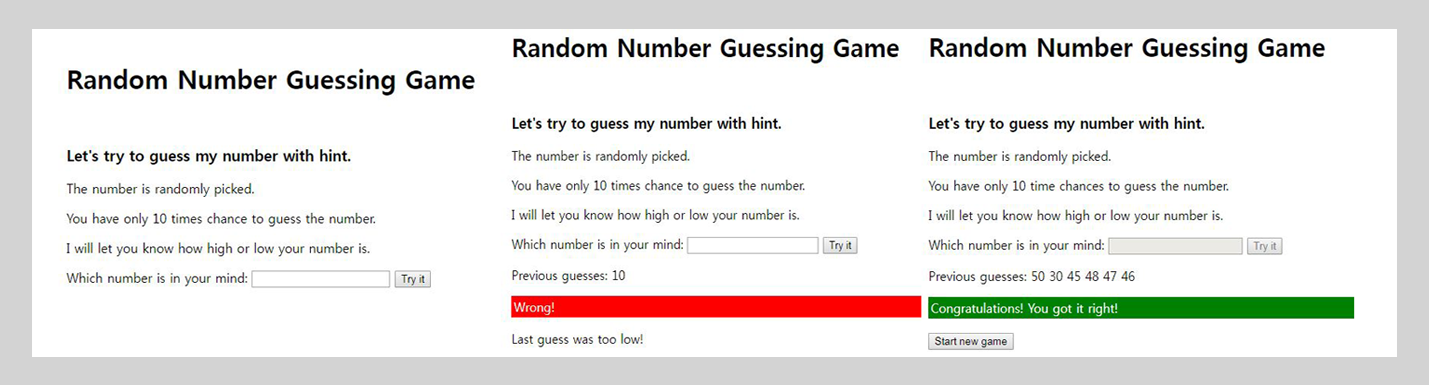 Random Number Guessing Game
Let's try to guess my number with hint.
The number is randomly picked.
You have only 10 times chance to guess the number.
I will let you know how high or low your number is.
Which number is in your mind: Try it
Random Number Guessing Game
Let's try to guess my number with hint.
The number is randomly picked.
You have only 10 times chance to guess the number.
I will let you know how high or low your number is.
Which number is in your mind: Try it
Previous guesses: 10
Wrong!
Last guess was too low!
Random Number Guessing Game
Let's try to guess my number with hint.
The number is randomly picked.
You have only 10 time chances to guess the number.
I will let you know how high or low your number is.
Which number is in your mind: Try it
Previous guesses: 50 30 45 48 47 46
Congratulations! You got it right!
Start new game